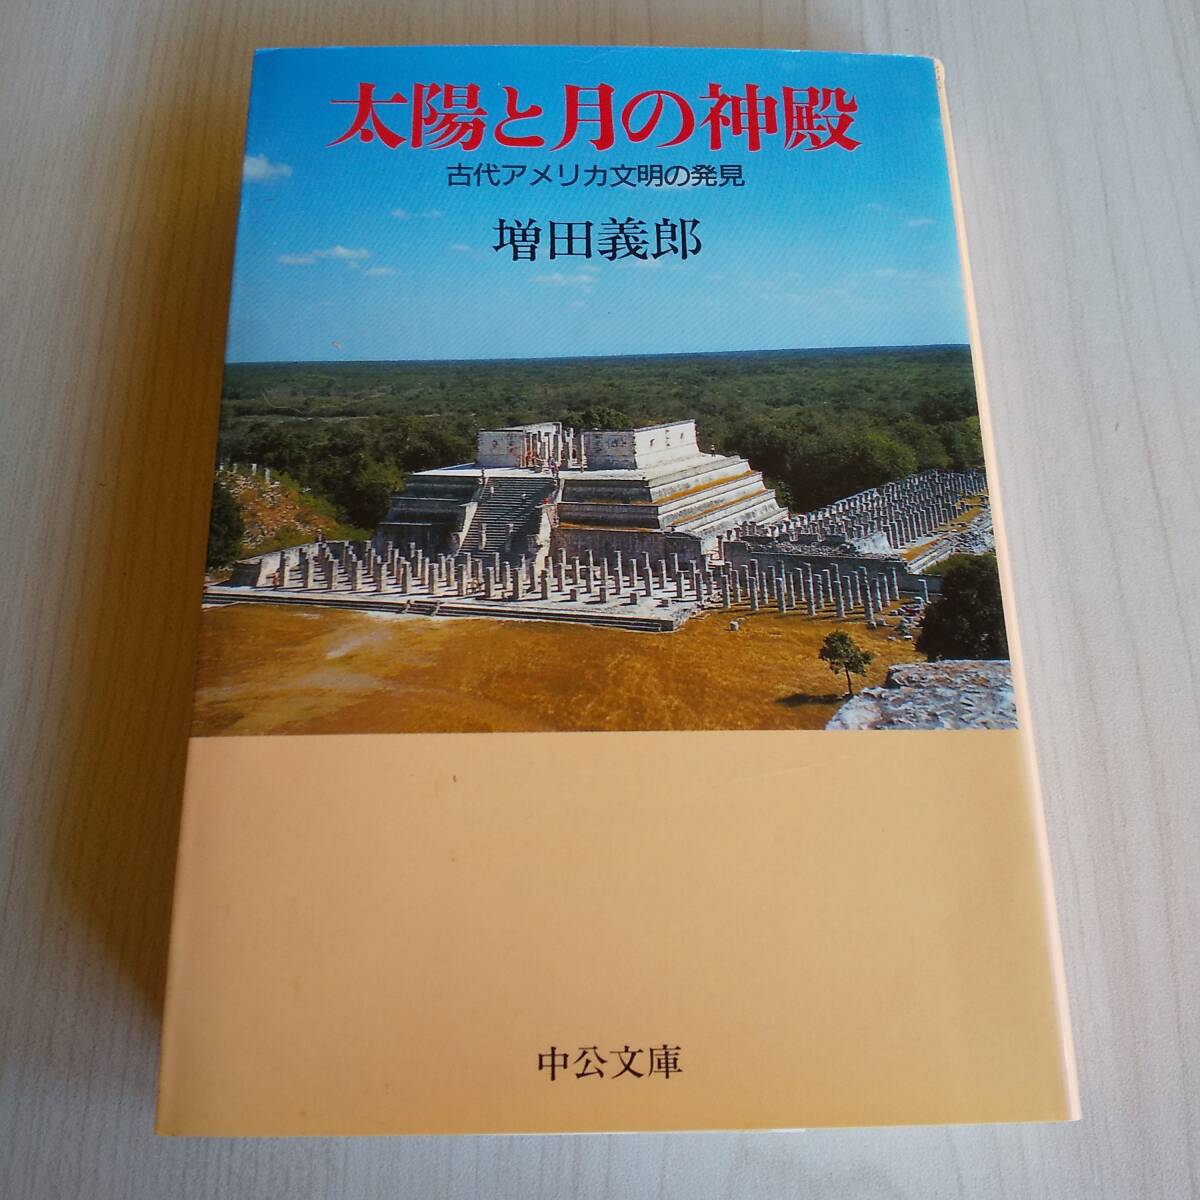 太陽と月の神殿
古代アメリカ文明の発見
増田義郎
中公文庫